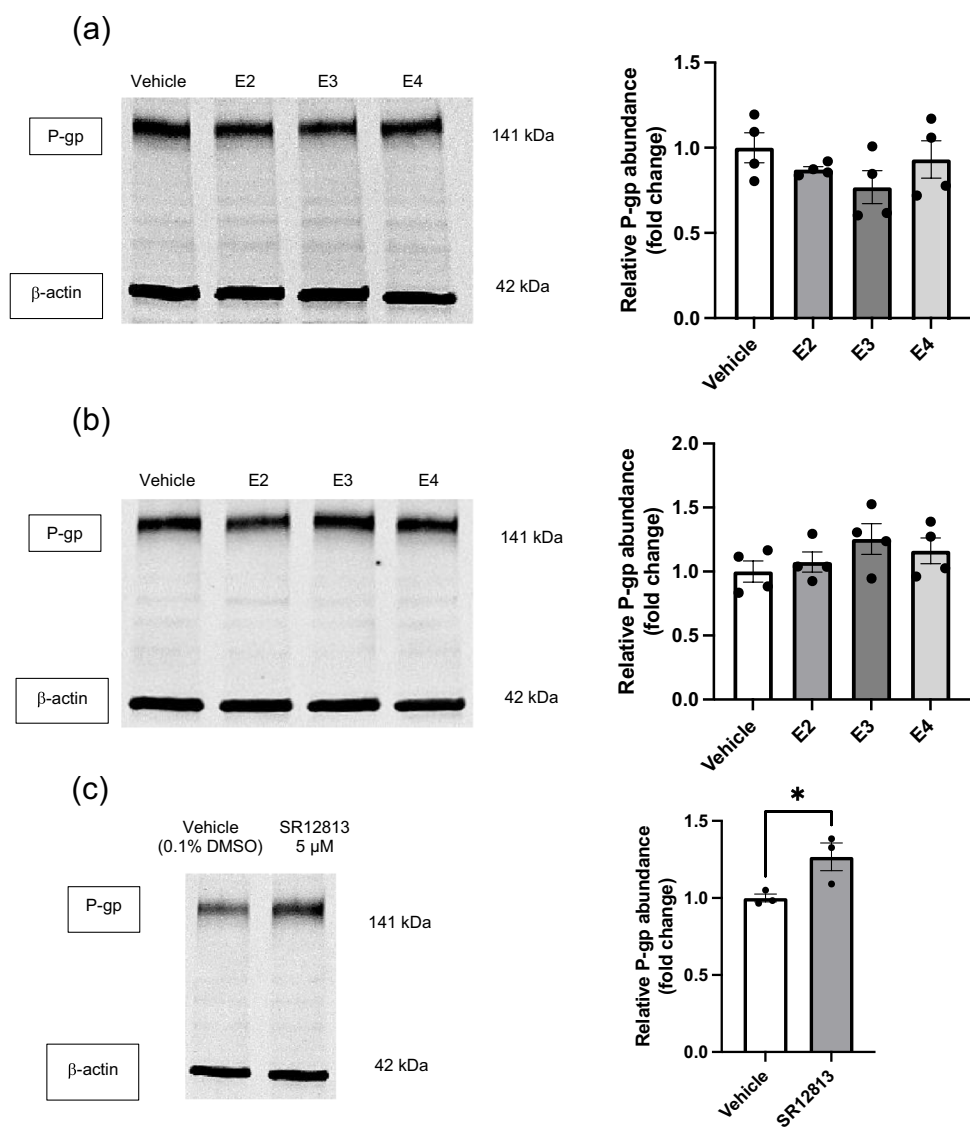 (a)
Vehicle E2 E3 E4
P-gp
141 kDa
β-actin
42 kDa
Relative P-gp abundance
(fold change)
1.5
1.0
0.5
0.0
Vehicle
E2
E3
E4
(b)
Vehicle E2 E3 E4
P-gp
141 kDa
β-actin
42 kDa
Relative P-gp abundance
(fold change)
2.0
1.5
1.0
0.5
0.0
Vehicle
E2
E3
E4
(c)
Vehicle SR12813
(0.1% DMSO) 5 µM
P-gp
141 kDa
β-actin
42 kDa
*
Relative P-gp abundance
(fold change)
1.5
1.0
0.5
0.0
Vehicle
SR12813